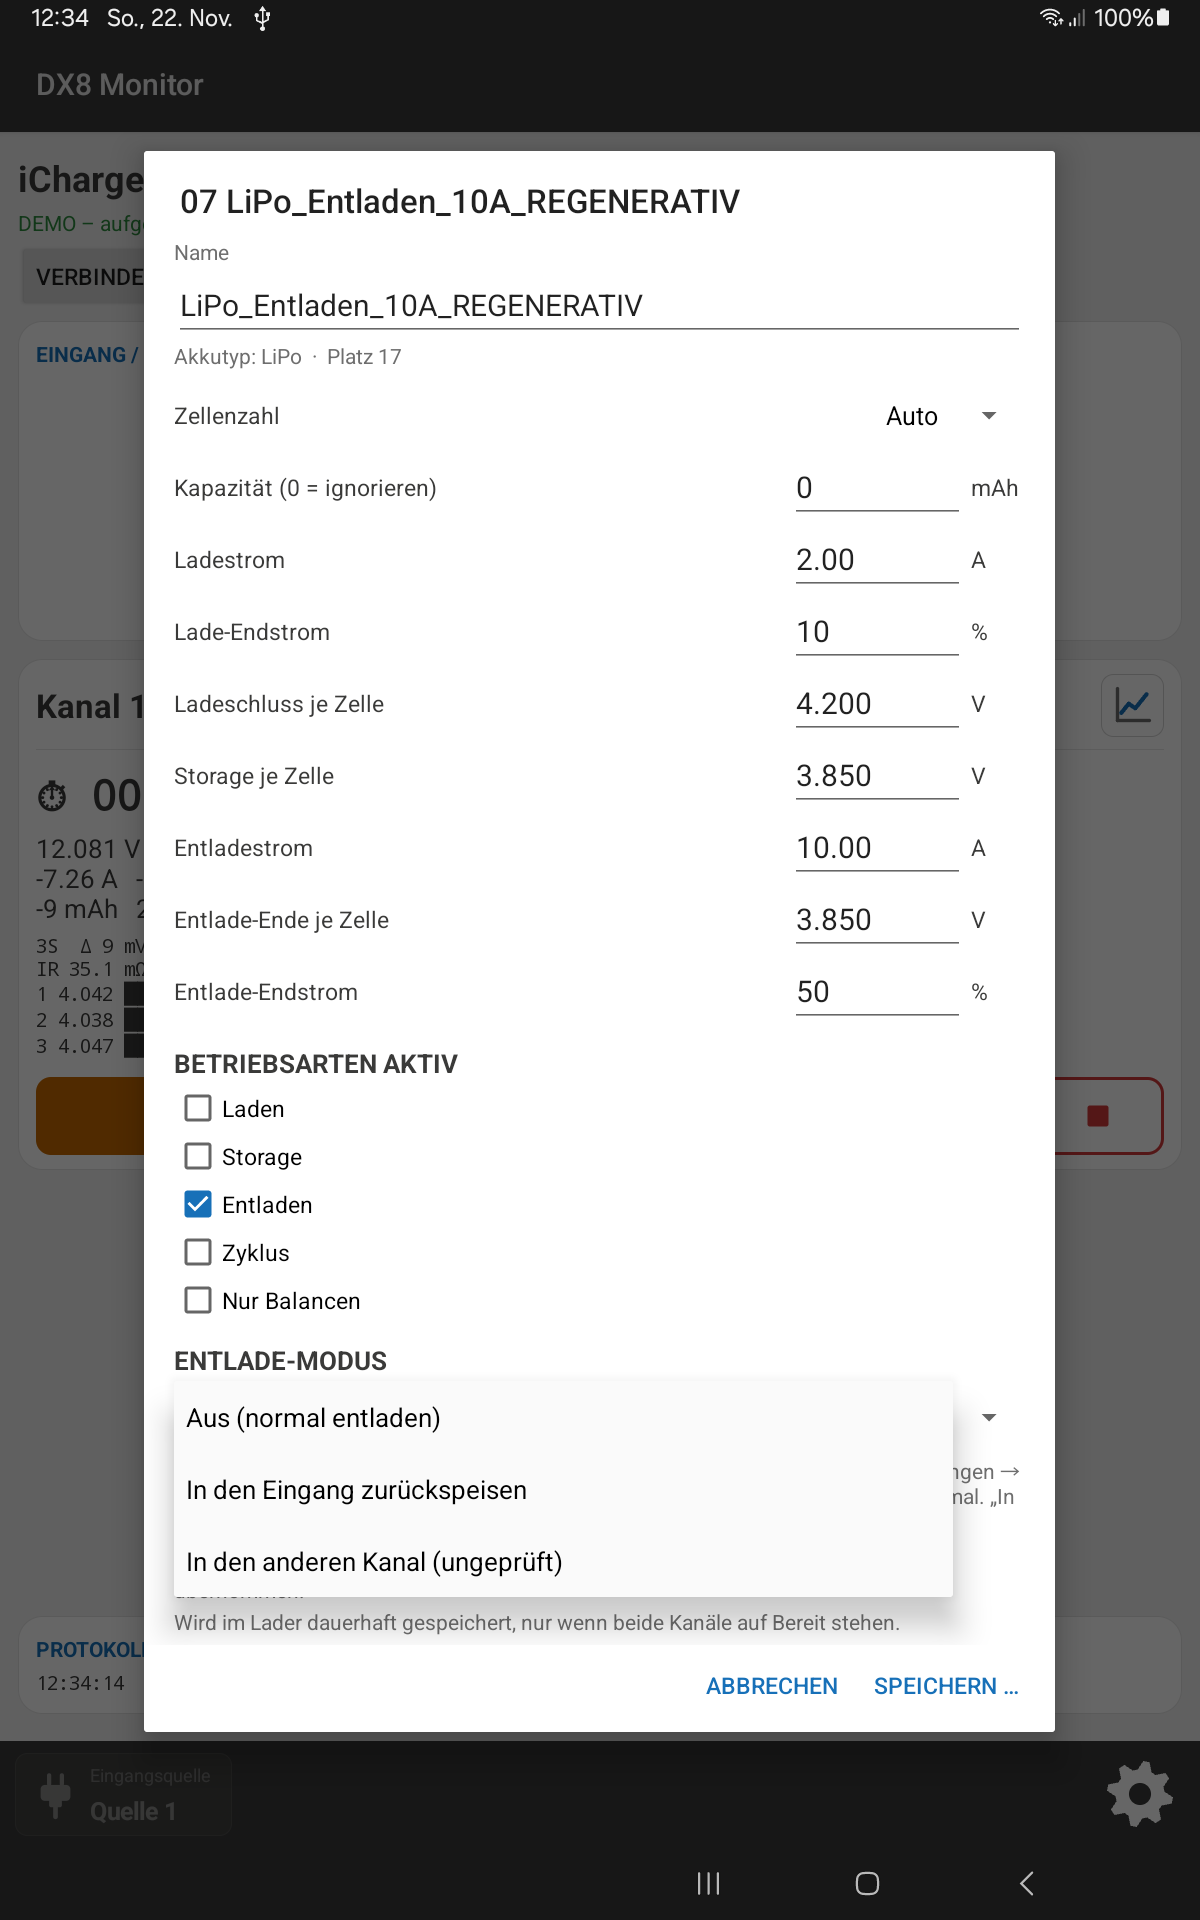 12:34 So., 22. Nov. 100%
DX8 Monitor
iCharge
DEMO – aufg
VERBINDE
EINGANG /
Kanal 1
00
12.081 V
-7.26 A -
-9 mAh 2
3S Δ 9 mV
IR 35.1 mΩ
1 4.042
2 4.038
3 4.047
07 LiPo_Entladen_10A_REGENERATIV
Name
LiPo_Entladen_10A_REGENERATIV
Akkutyp: LiPo · Platz 17
Zellenzahl Auto
Kapazität (0 = ignorieren) 0 mAh
Ladestrom 2.00 A
Lade-Endstrom 10 %
Ladeschluss je Zelle 4.200 V
Storage je Zelle 3.850 V
Entladestrom 10.00 A
Entlade-Ende je Zelle 3.850 V
Entlade-Endstrom 50 %
BETRIEBSARTEN AKTIV
Laden
Storage
Entladen
Zyklus
Nur Balancen
ENTLADE-MODUS
Aus (normal entladen)
In den Eingang zurückspeisen
In den anderen Kanal (ungeprüft)
ngen →
mal. „In
Wird im Lader dauerhaft gespeichert, nur wenn beide Kanäle auf Bereit stehen.
ABBRECHEN SPEICHERN ...
PROTOKOLL
12:34:14
Eingangsquelle
Quelle 1